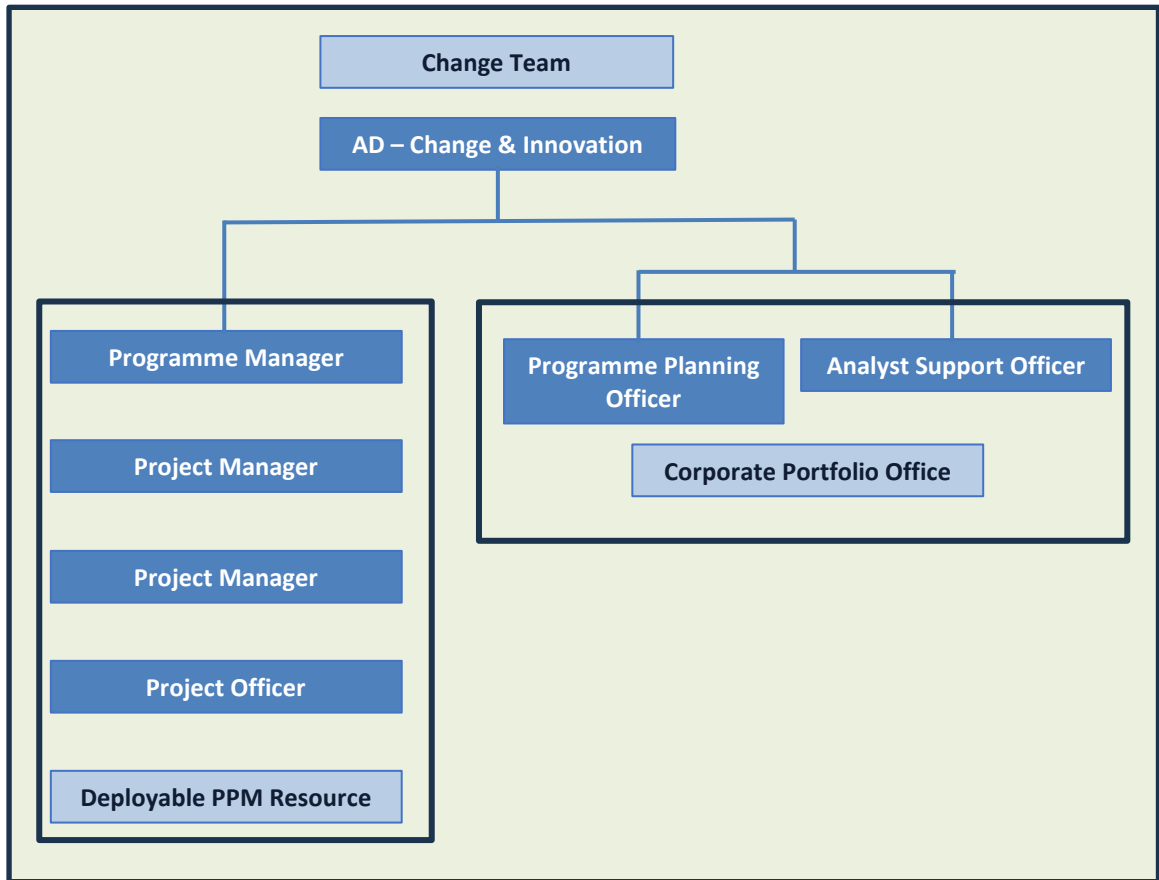 Change Team
AD – Change & Innovation
Programme Manager
Project Manager
Project Manager
Project Officer
Deployable PPM Resource
Programme Planning
Officer
Analyst Support Officer
Corporate Portfolio Office